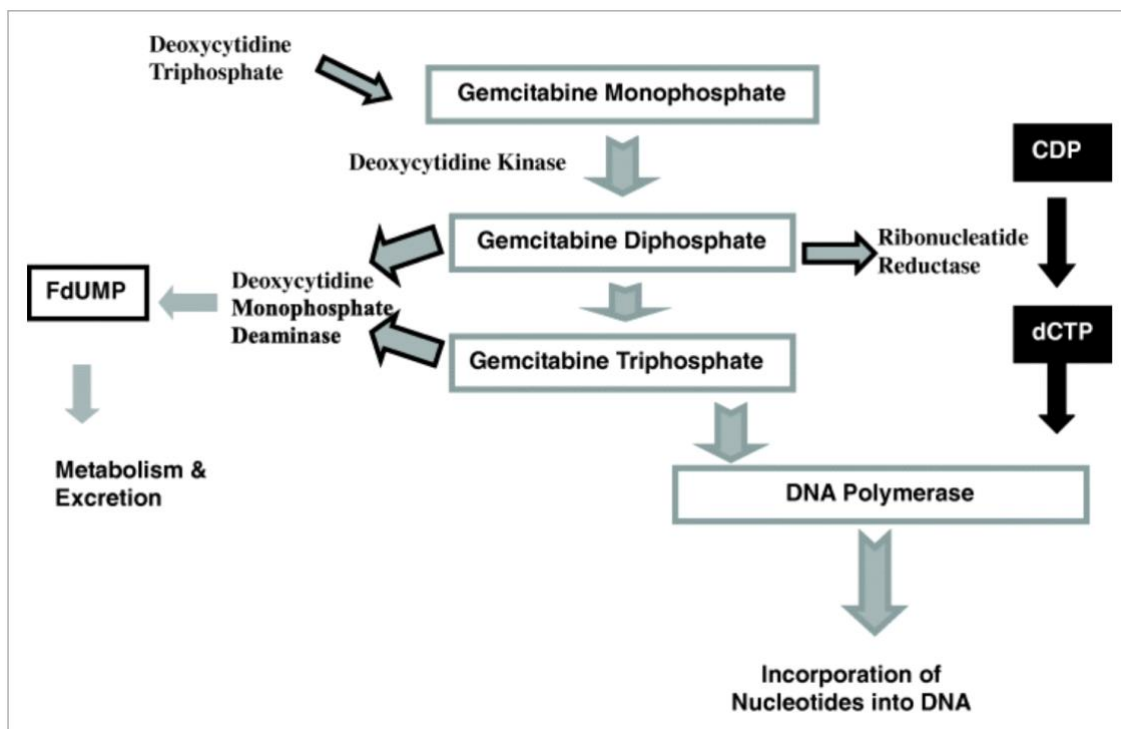 Deoxycytidine
Triphosphate
Gemcitabine Monophosphate
CDP
Deoxycytidine Kinase
Gemcitabine Diphosphate
Ribonucleatide
Reductase
FdUMP
Deoxycytidine
Monophosphate
Deaminase
dCTP
Gemcitabine Triphosphate
Metabolism &
Excretion
DNA Polymerase
Incorporation of
Nucleotides into DNA